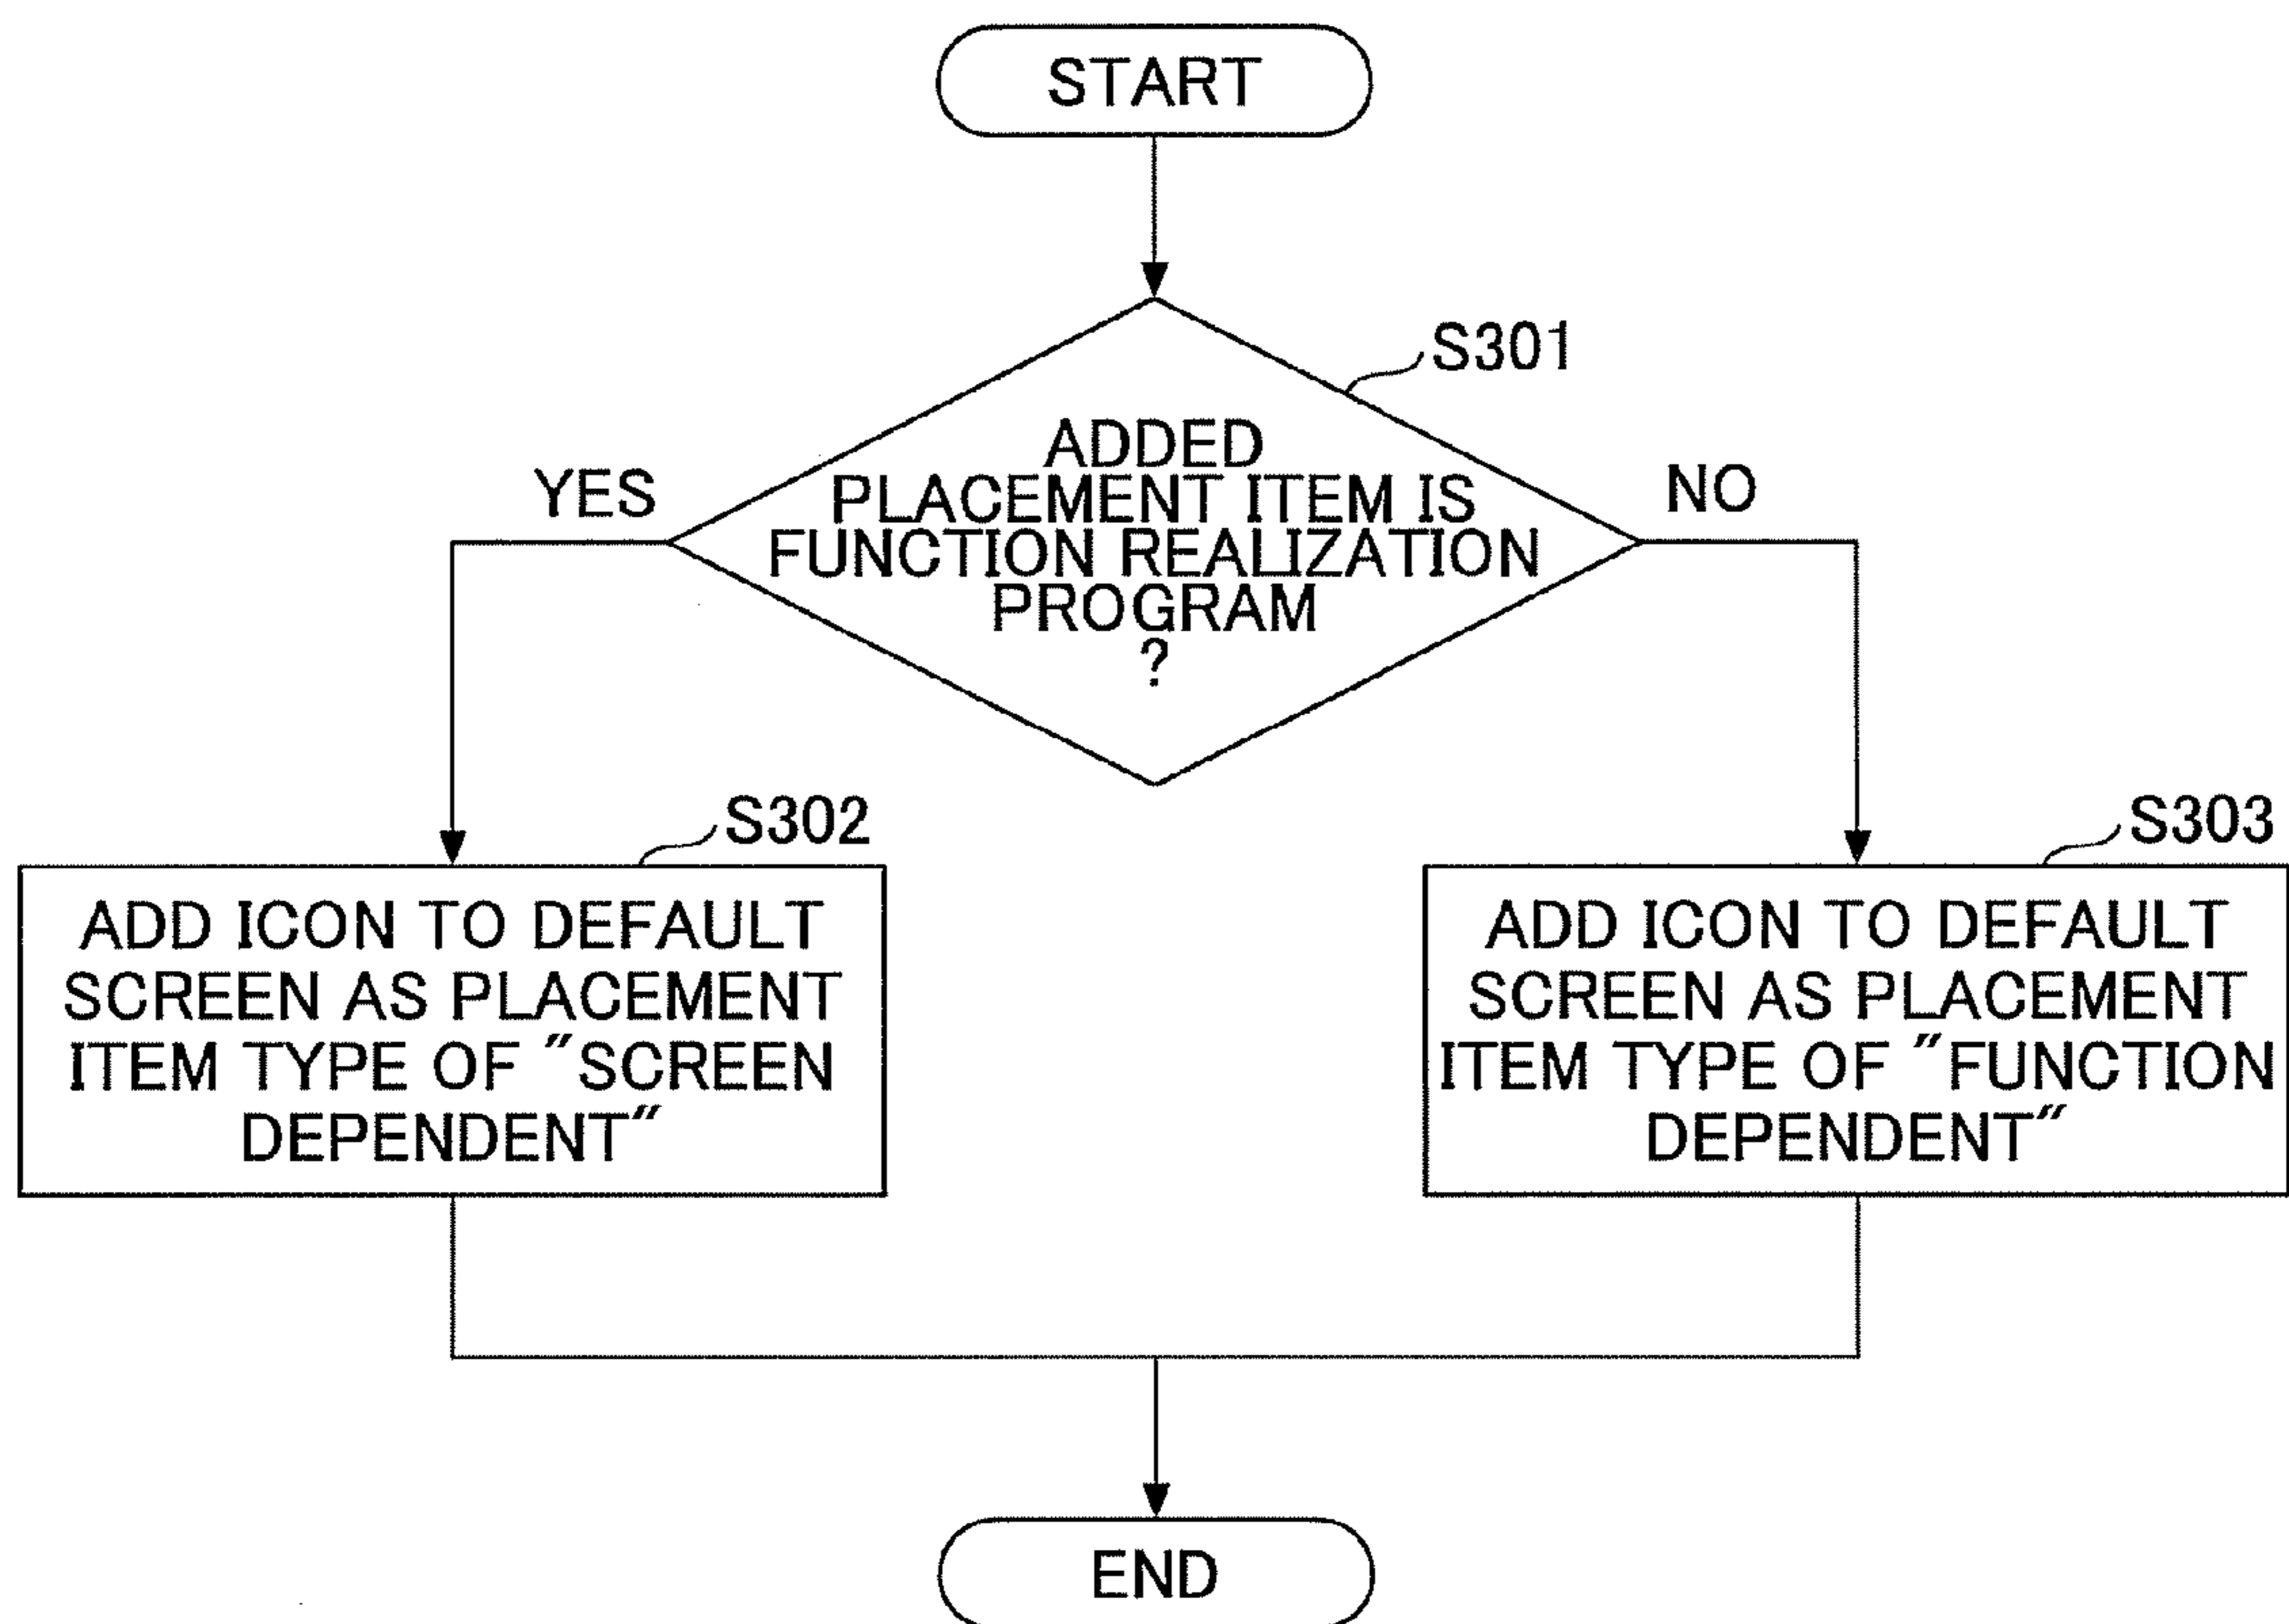 START
S301
ADDED
PLACEMENT ITEM IS
FUNCTION REALIZATION
PROGRAM
?
YES
NO
S302
ADD ICON TO DEFAULT
SCREEN AS PLACEMENT
ITEM TYPE OF "SCREEN
DEPENDENT"
S303
ADD ICON TO DEFAULT
SCREEN AS PLACEMENT
ITEM TYPE OF "FUNCTION
DEPENDENT"
END